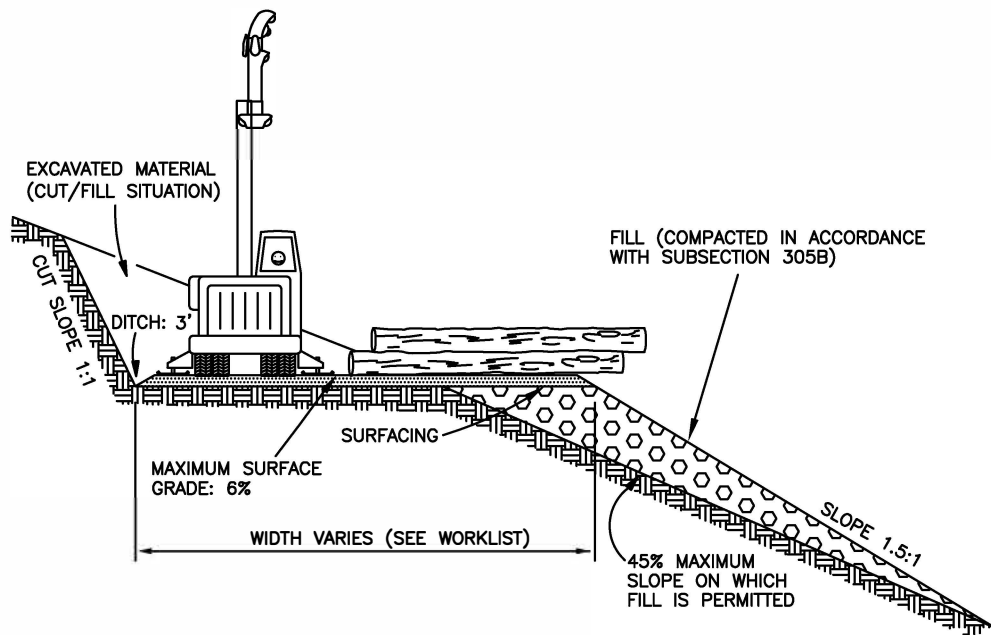 EXCAVATED MATERIAL
(CUT/FILL SITUATION)
FILL (COMPACTED IN ACCORDANCE
WITH SUBSECTION 305B)
CUT SLOPE 1:1
DITCH: 3'
SURFACING
MAXIMUM SURFACE
GRADE: 6%
SLOPE 1.5:1
WIDTH VARIES (SEE WORKLIST)
45% MAXIMUM
SLOPE ON WHICH
FILL IS PERMITTED